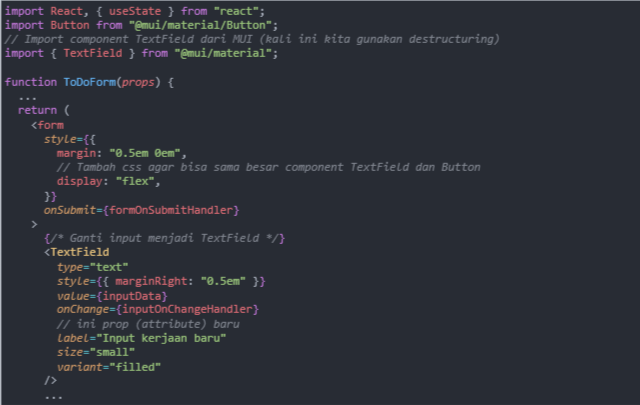 import React, { useState } from "react";
import Button from "@mui/material/Button";
// Import component TextField dari MUI (kali ini kita gunakan destructuring)
import { TextField } from "@mui/material";

function ToDoForm(props) {
  ...
  return (
    <form
      style={{
        margin: "0.5em 0em",
        // Tambah css agar bisa sama besar component TextField dan Button
        display: "flex",
      }}
      onSubmit={formOnSubmitHandler}
    >
      {/* Ganti input menjadi TextField */}
      <TextField
        type="text"
        style={{ marginRight: "0.5em" }}
        value={inputData}
        onChange={inputOnChangeHandler}
        // ini prop (attribute) baru
        label="Input kerjaan baru"
        size="small"
        variant="filled"
      />
      ...